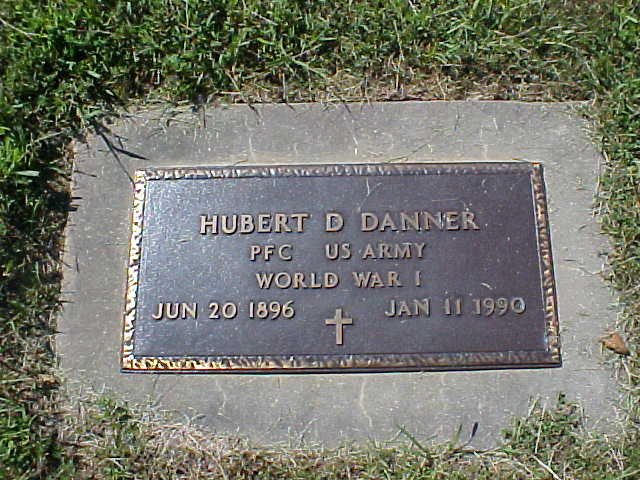 HUBERT D DANNER
PFC US ARMY
WORLD WAR I
JUN 20 1896 JAN 11 1990